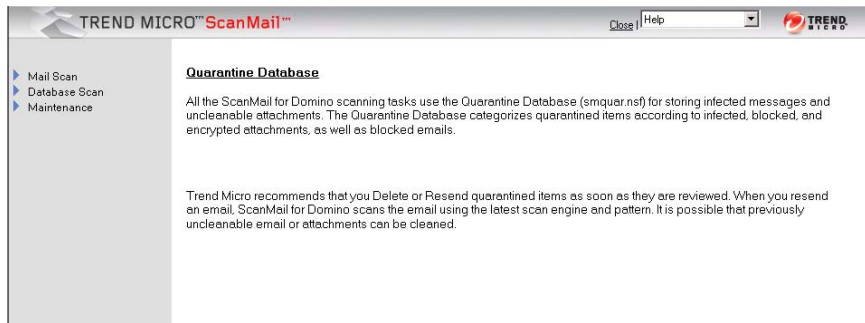 TREND MICRO™ ScanMail™
Close | Help
TREND MICRO
Mail Scan
Database Scan
Maintenance
Quarantine Database
All the ScanMail for Domino scanning tasks use the Quarantine Database (smquar.nsf) for storing infected messages and
uncleanable attachments. The Quarantine Database categorizes quarantined items according to infected, blocked, and
encrypted attachments, as well as blocked emails.
Trend Micro recommends that you Delete or Resend quarantined items as soon as they are reviewed. When you resend
an email, ScanMail for Domino scans the email using the latest scan engine and pattern. It is possible that previously
uncleanable email or attachments can be cleaned.